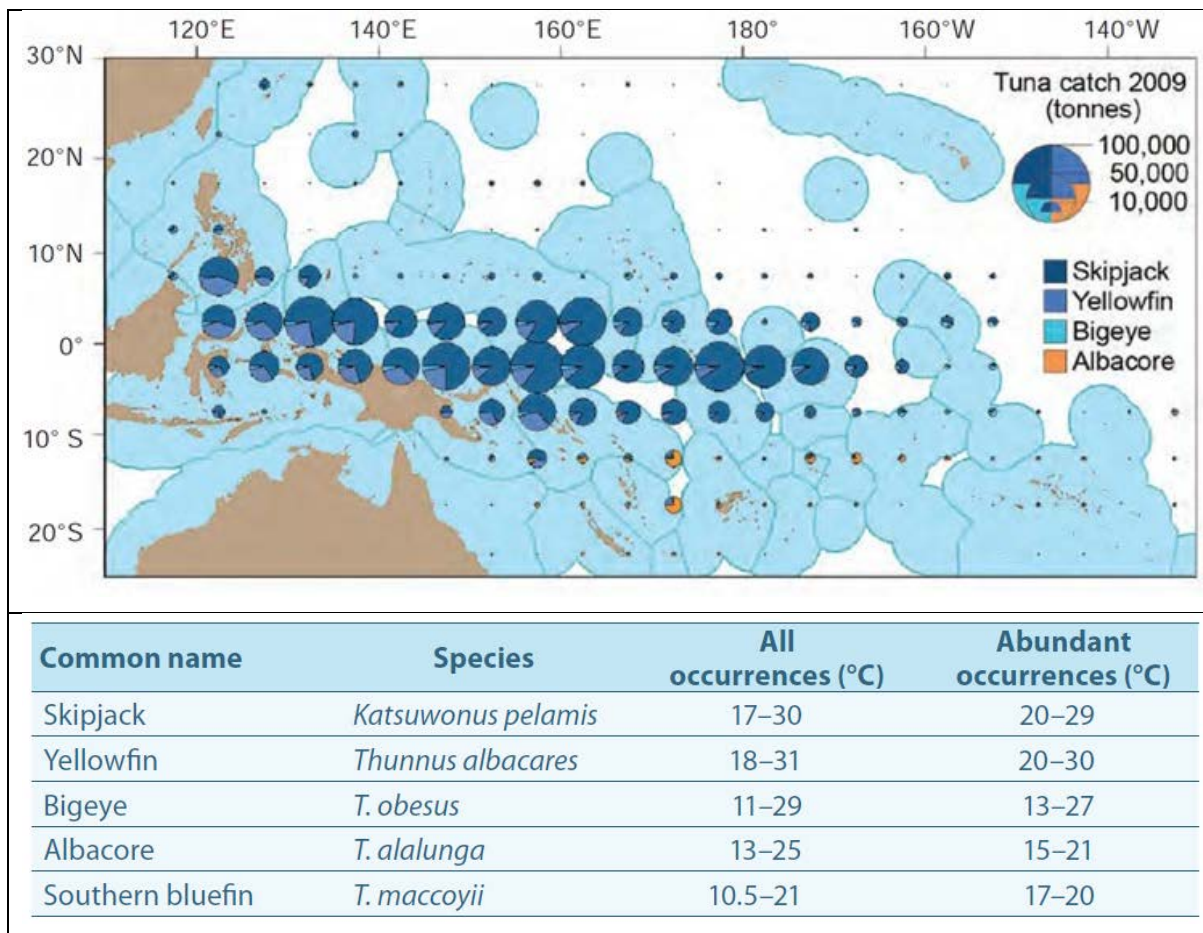 120°E 140°E 160°E 180° 160°W 140°W
30°N
20°N
10°N
0°
10° S
20°S
Tuna catch 2009
(tonnes)
100,000
50,000
10,000
Skipjack
Yellowfin
Bigeye
Albacore
Common name Species All occurrences (°C) Abundant occurrences (°C)
Skipjack Katsuwonus pelamis 17–30 20–29
Yellowfin Thunnus albacares 18–31 20–30
Bigeye T. obesus 11–29 13–27
Albacore T. alalunga 13–25 15–21
Southern bluefin T. maccoyii 10.5–21 17–20